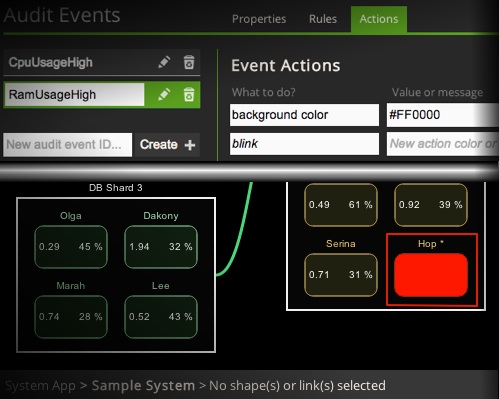 Audit Events
Properties Rules Actions
CpuUsageHigh
RamUsageHigh
New audit event ID... Create +
Event Actions
What to do? Value or message
background color #FF0000
blink New action color or
DB Shard 3
Olga Dakony
0.29 45 % 1.94 32 %
Marah Lee
0.74 28 % 0.52 43 %
0.49 61 % 0.92 39 %
Serina Hop *
0.71 31 %
System App > Sample System > No shape(s) or link(s) selected